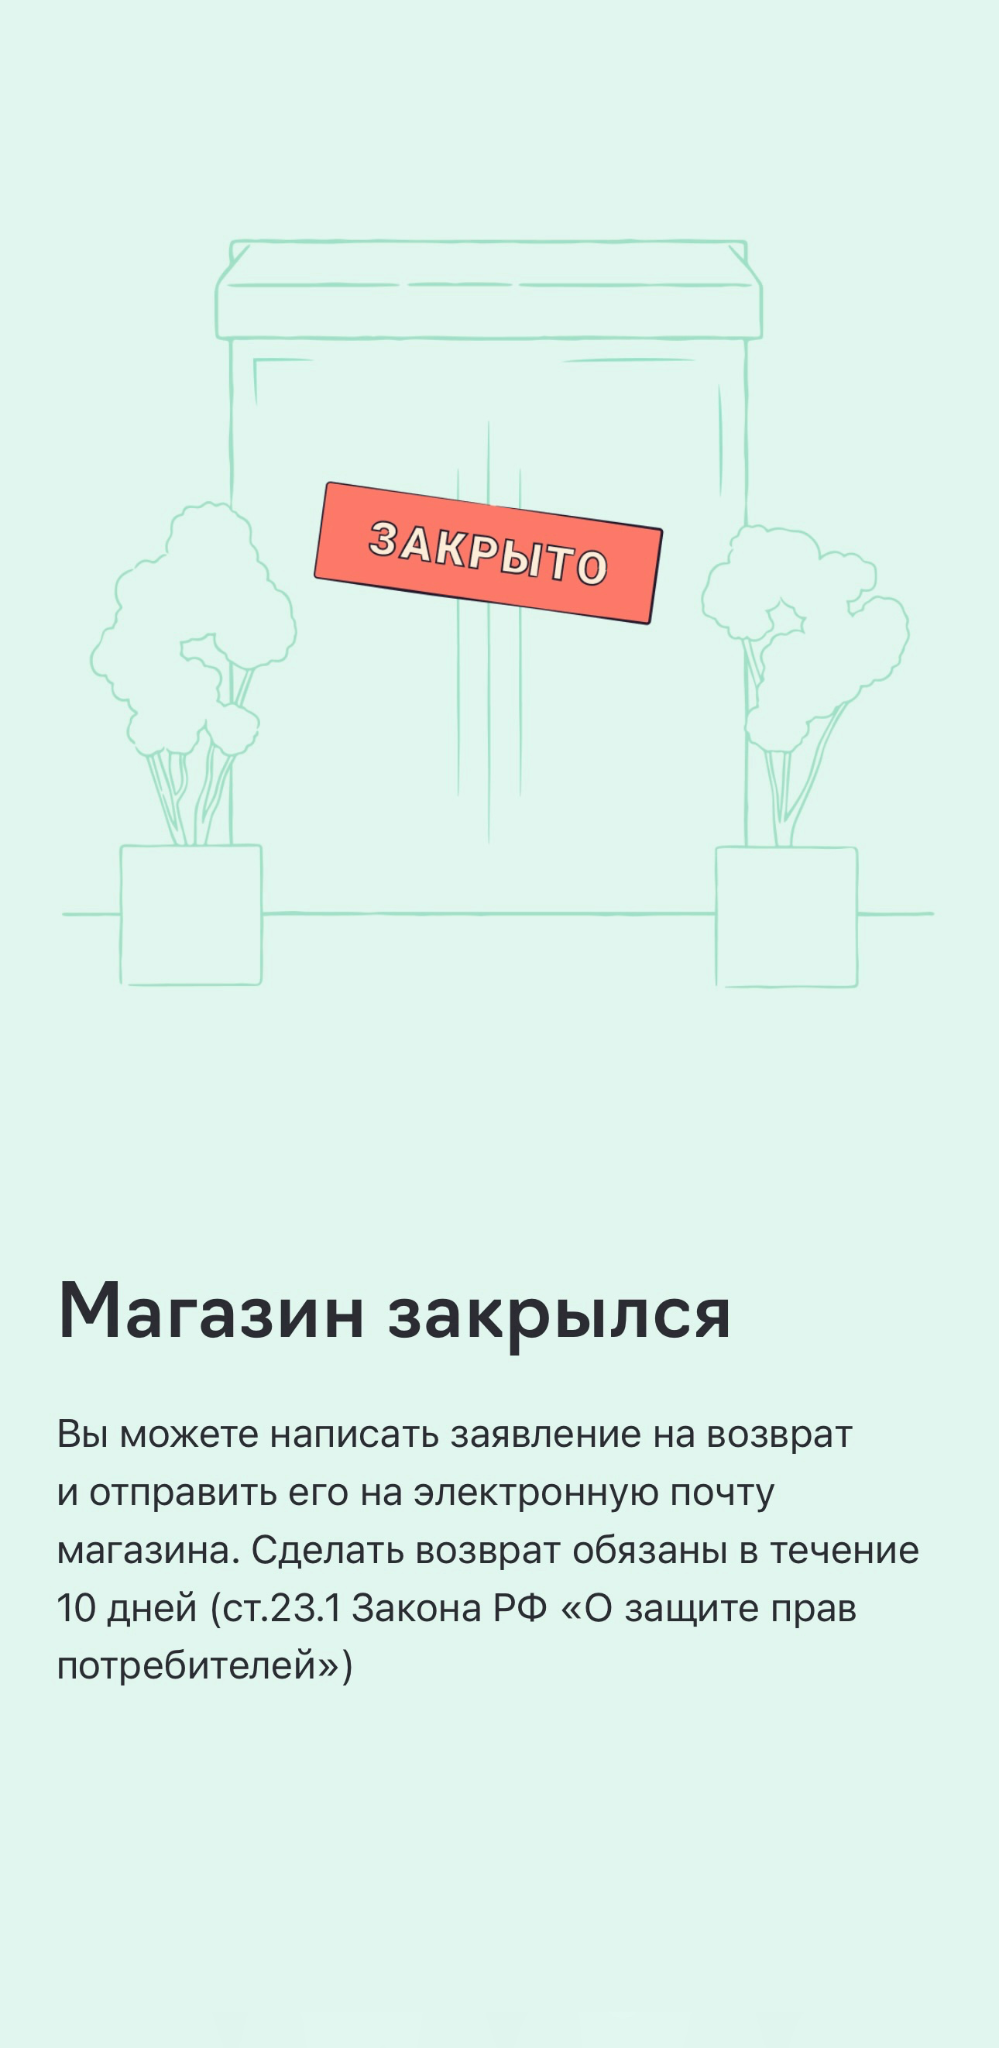 ЗАКРЫТО
Магазин закрылся
Вы можете написать заявление на возврат
и отправить его на электронную почту
магазина. Сделать возврат обязаны в течение
10 дней (ст.23.1 Закона РФ «О защите прав
потребителей»)